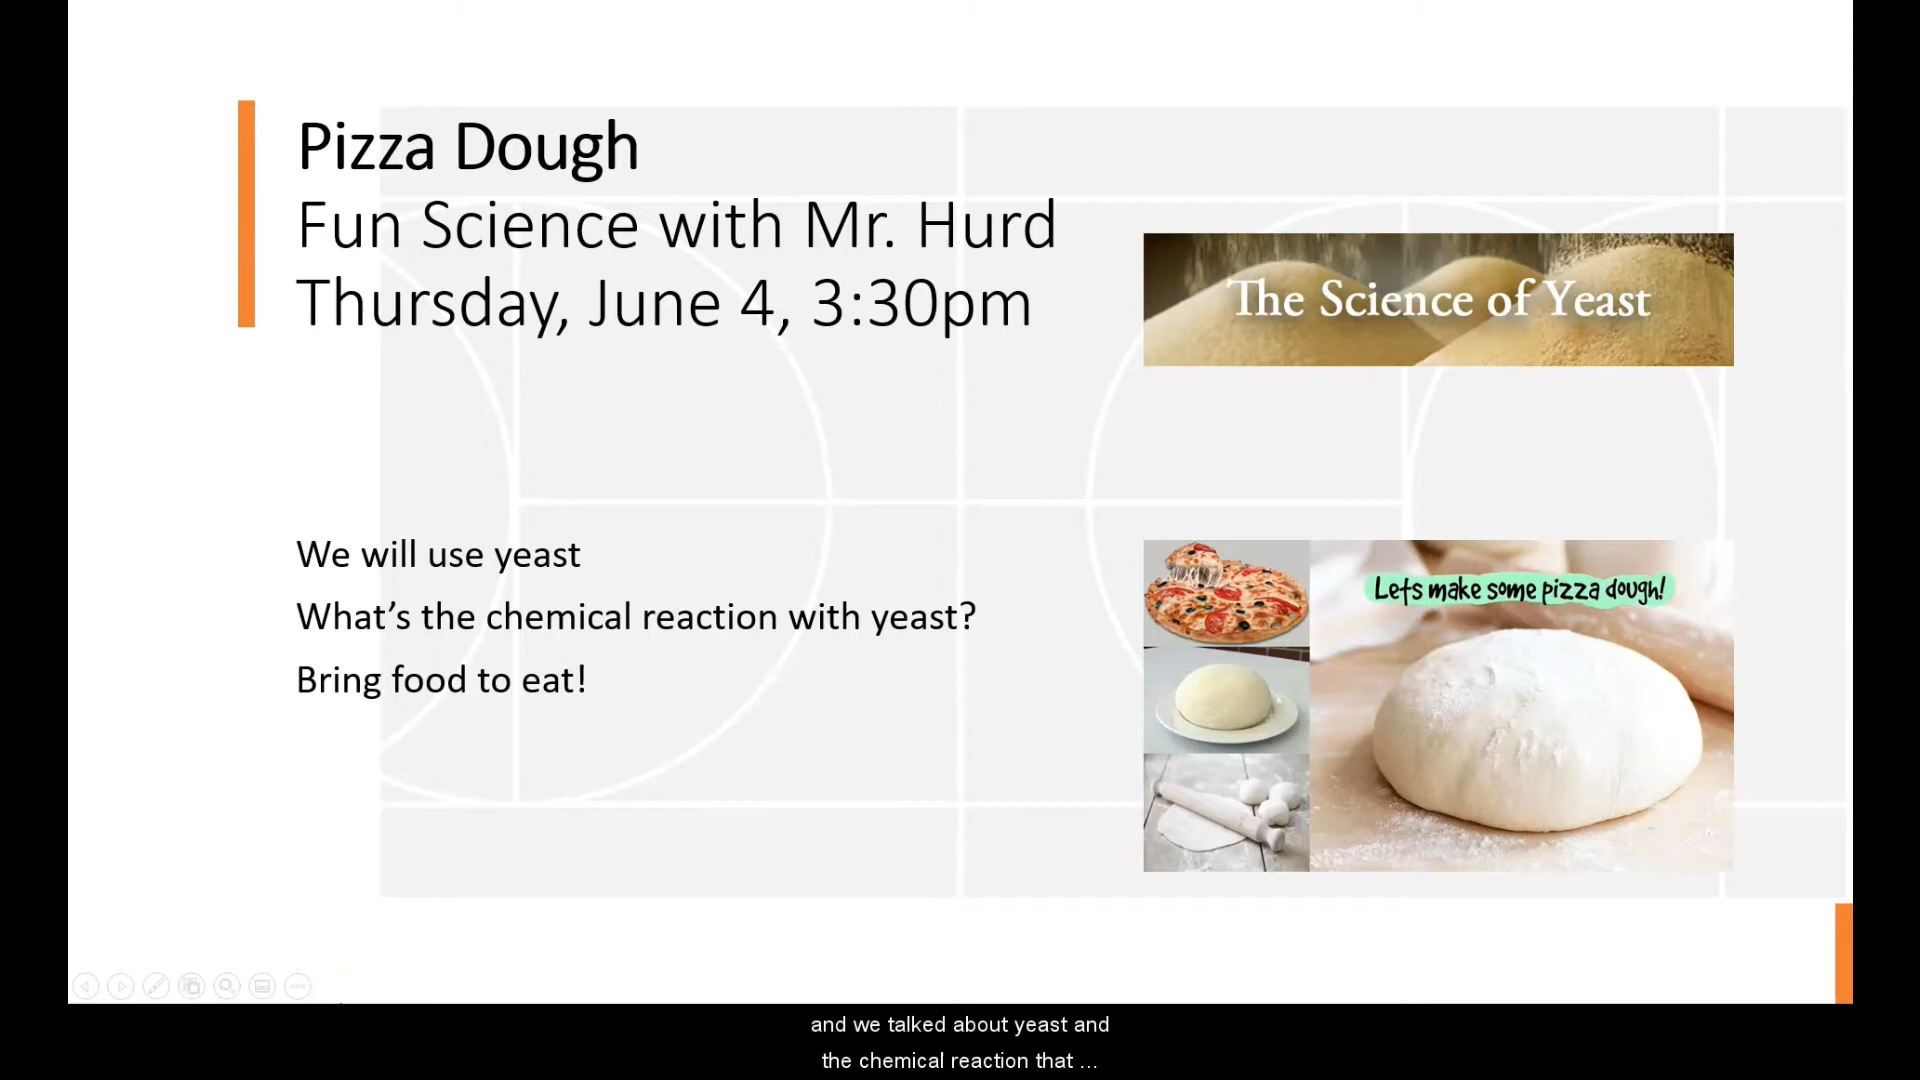 Pizza Dough
Fun Science with Mr. Hurd
Thursday, June 4, 3:30pm
The Science of Yeast
We will use yeast
What's the chemical reaction with yeast?
Bring food to eat!
Lets make some pizza dough!
and we talked about yeast and
the chemical reaction that ...